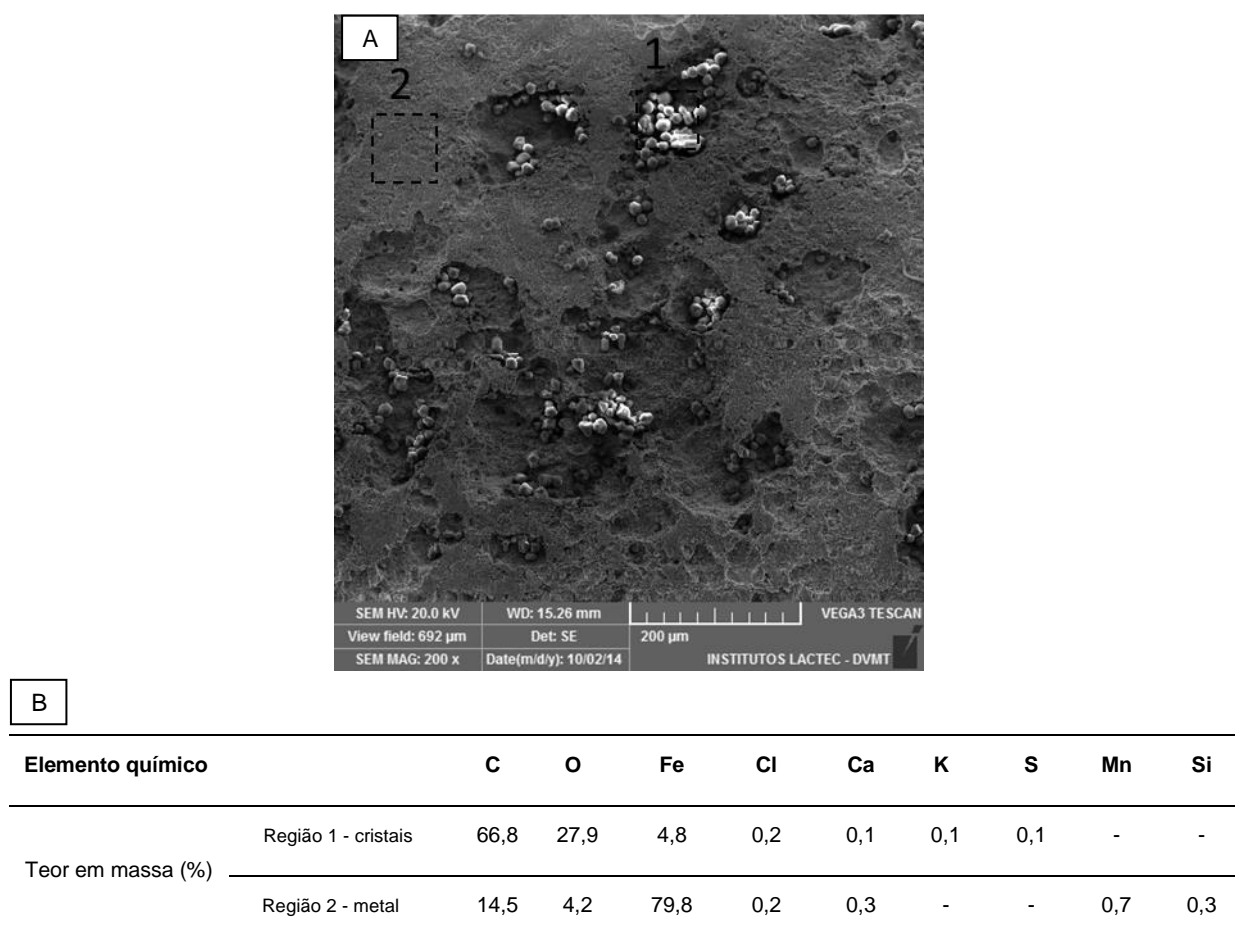 A
1
2
SEM HV: 20.0 kV WD: 15.26 mm VEGA3 TESCAN
View field: 692 µm Det: SE 200 µm
SEM MAG: 200 x Date(m/d/y): 10/02/14 INSTITUTOS LACTEC - DVMT
B
Elemento químico C O Fe Cl Ca K S Mn Si
Região 1 - cristais 66,8 27,9 4,8 0,2 0,1 0,1 0,1 - -
Teor em massa (%)
Região 2 - metal 14,5 4,2 79,8 0,2 0,3 - - 0,7 0,3